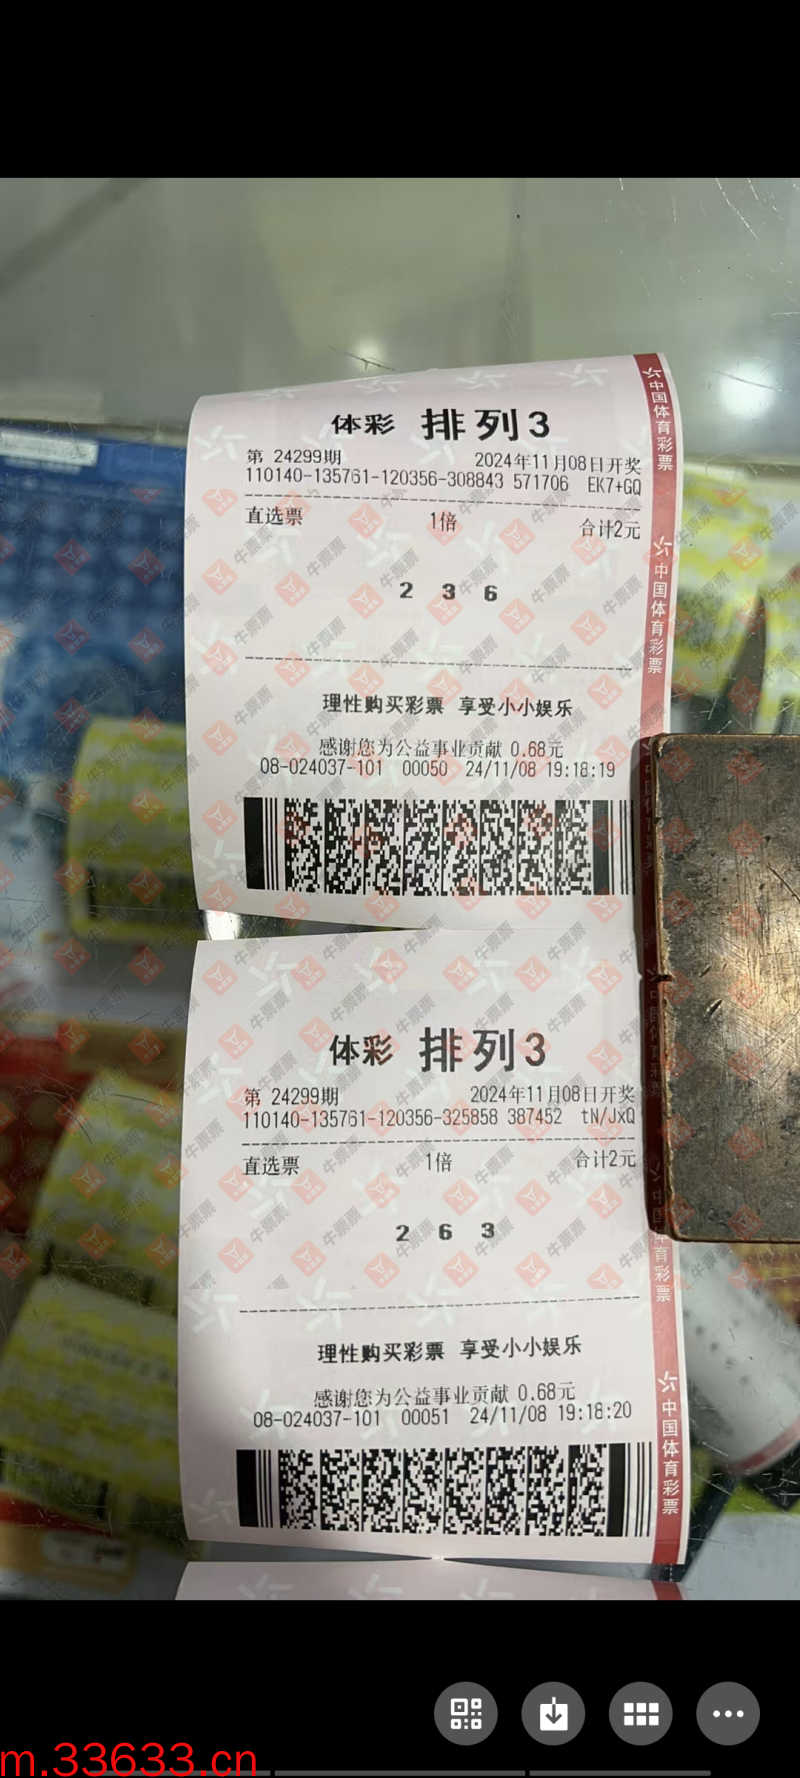 体彩 排列3
第 24299期 2024年11月08日开奖
110140-135761-120356-308843 571706 EK7+GQ
直选票 1倍 合计2元
2 3 6
理性购买彩票 享受小小娱乐
感谢您为公益事业贡献 0.68元
08-024037-101 00050 24/11/08 19:18:19
中国体育彩票
中国体育彩票
体彩 排列3
第 24299期 2024年11月08日开奖
110140-135761-120356-325858 387452 tN/JxQ
直选票 1倍 合计2元
2 6 3
理性购买彩票 享受小小娱乐
感谢您为公益事业贡献 0.68元
08-024037-101 00051 24/11/08 19:18:20
中国体育彩票
牛票票
m.33633.cn